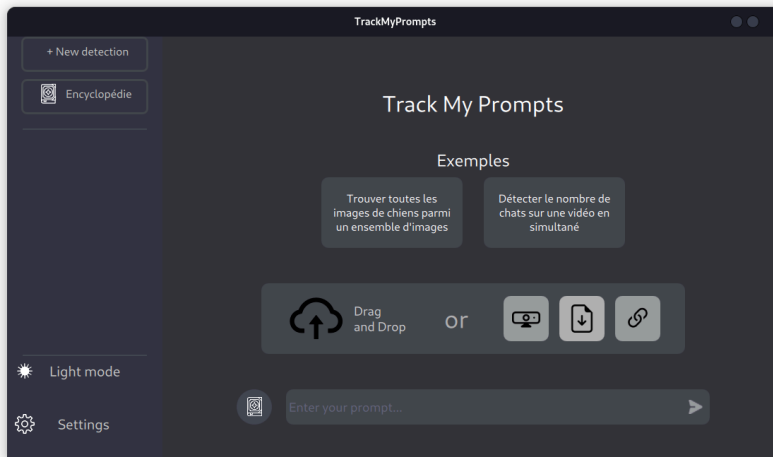 TrackMyPrompts
+ New detection
Encyclopédie
Track My Prompts
Exemples
Trouver toutes les
images de chiens parmi
un ensemble d'images
Détecter le nombre de
chats sur une vidéo en
simultané
Drag
and Drop
or
Light mode
Settings
Enter your prompt...